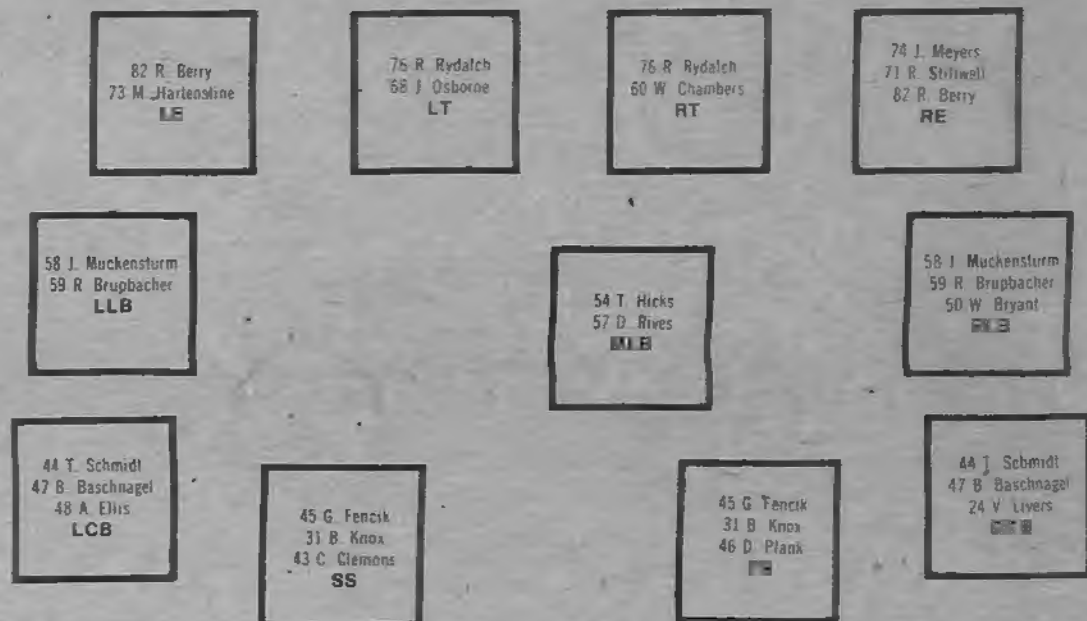 82 R. Berry
73 M. Hartenstine
LE
76 R. Rydalch
68 J. Osborne
LT
76 R. Rydalch
60 W. Chambers
RT
74 J. Meyers
71 R. Stillwell
82 R. Berry
RE
58 J. Muckensturm
59 R. Brupbacher
LLB
54 T. Hicks
57 D. Rives
MLB
58 J. Muckensturm
59 R. Brupbacher
50 W. Bryant
RLB
44 T. Schmidt
47 B. Baschnagel
48 A. Ellis
LCB
45 G. Fencik
31 B. Knox
43 C. Clemons
SS
45 G. Fencik
31 B. Knox
46 D. Plank
44 T. Schmidt
47 B. Baschnagel
24 V. Livers